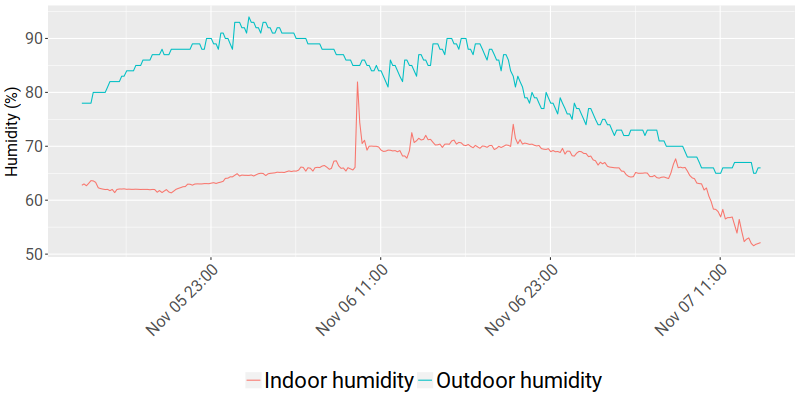 Humidity (%)
90
80
70
60
50
Nov 05 23:00
Nov 06 11:00
Nov 06 23:00
Nov 07 11:00
Indoor humidity Outdoor humidity